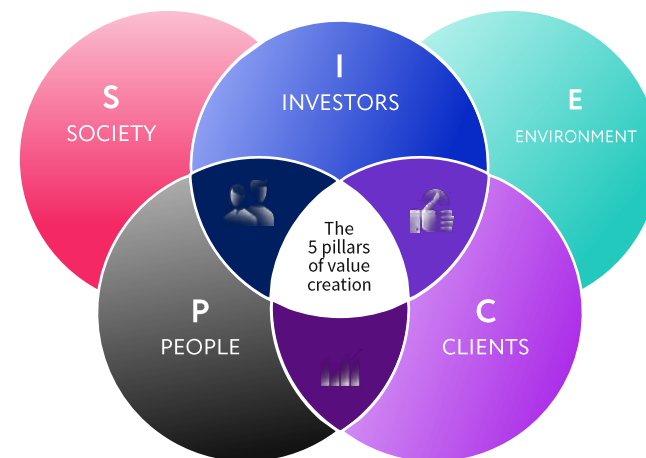 I
INVESTORS
S
SOCIETY
E
ENVIRONMENT
The
5 pillars
of value
creation
P
PEOPLE
C
CLIENTS